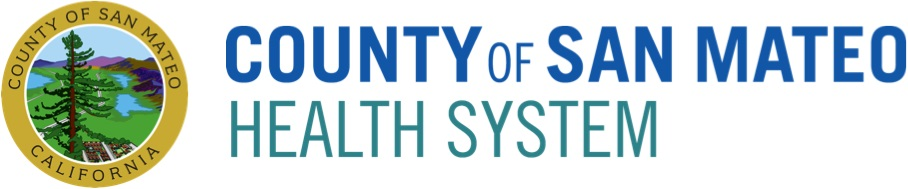 COUNTY OF SAN MATEO
CALIFORNIA
COUNTY OF SAN MATEO
HEALTH SYSTEM